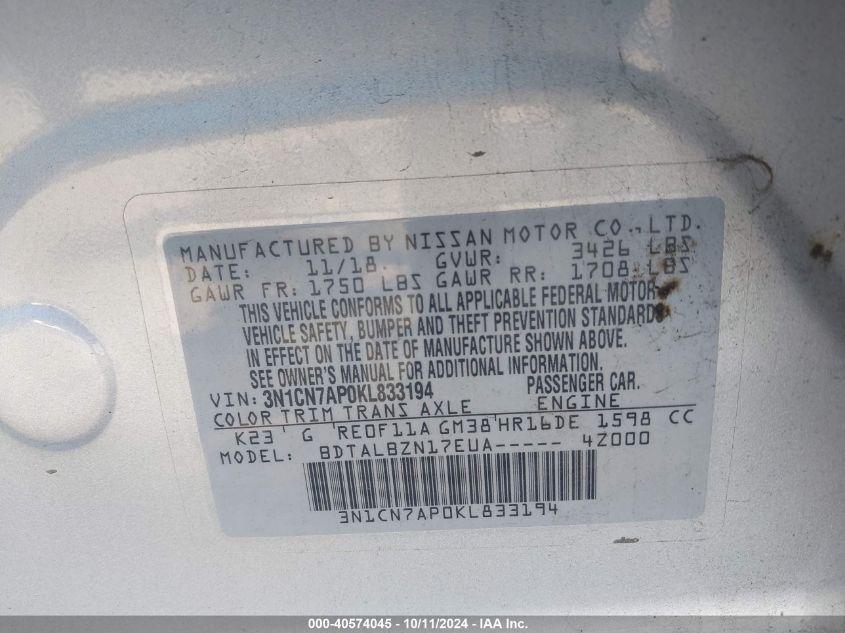 MANUFACTURED BY NISSAN MOTOR CO., LTD.
DATE: 11/18 GVWR: 3426 LBS
GAWR FR: 1750 LBS GAWR RR: 1708 LBS
THIS VEHICLE CONFORMS TO ALL APPLICABLE FEDERAL MOTOR
VEHICLE SAFETY, BUMPER AND THEFT PREVENTION STANDARDS
IN EFFECT ON THE DATE OF MANUFACTURE SHOWN ABOVE.
SEE OWNER'S MANUAL FOR ADDITIONAL INFORMATION.
VIN: 3N1CN7AP0KL833194 PASSENGER CAR.
COLOR TRIM TRANS AXLE ENGINE
K23 G RE0F11A GM38 HR16DE 1598 CC
MODEL: BDTALBZN17EUA----- 4Z000
3N1CN7AP0KL833194
000-40574045 - 10/11/2024 - IAA Inc.